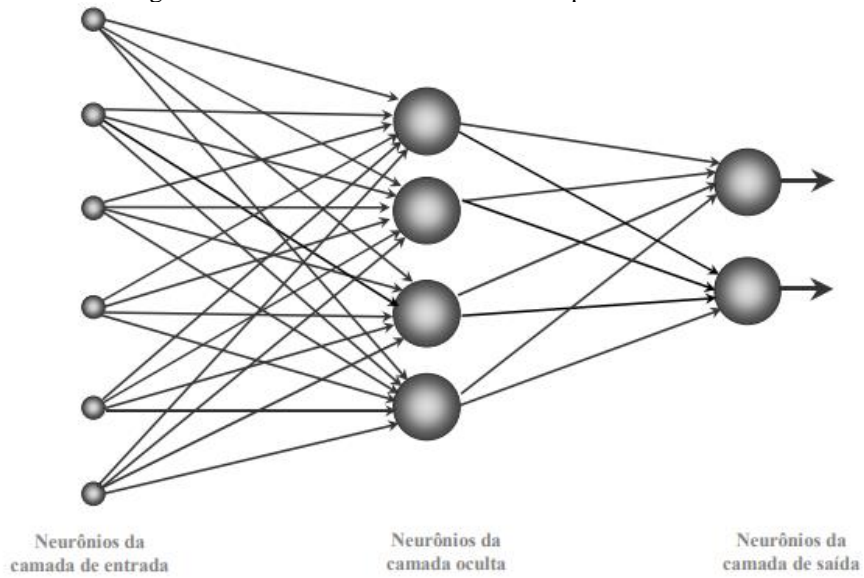 Neurônios da
camada de entrada
Neurônios da
camada oculta
Neurônios da
camada de saída